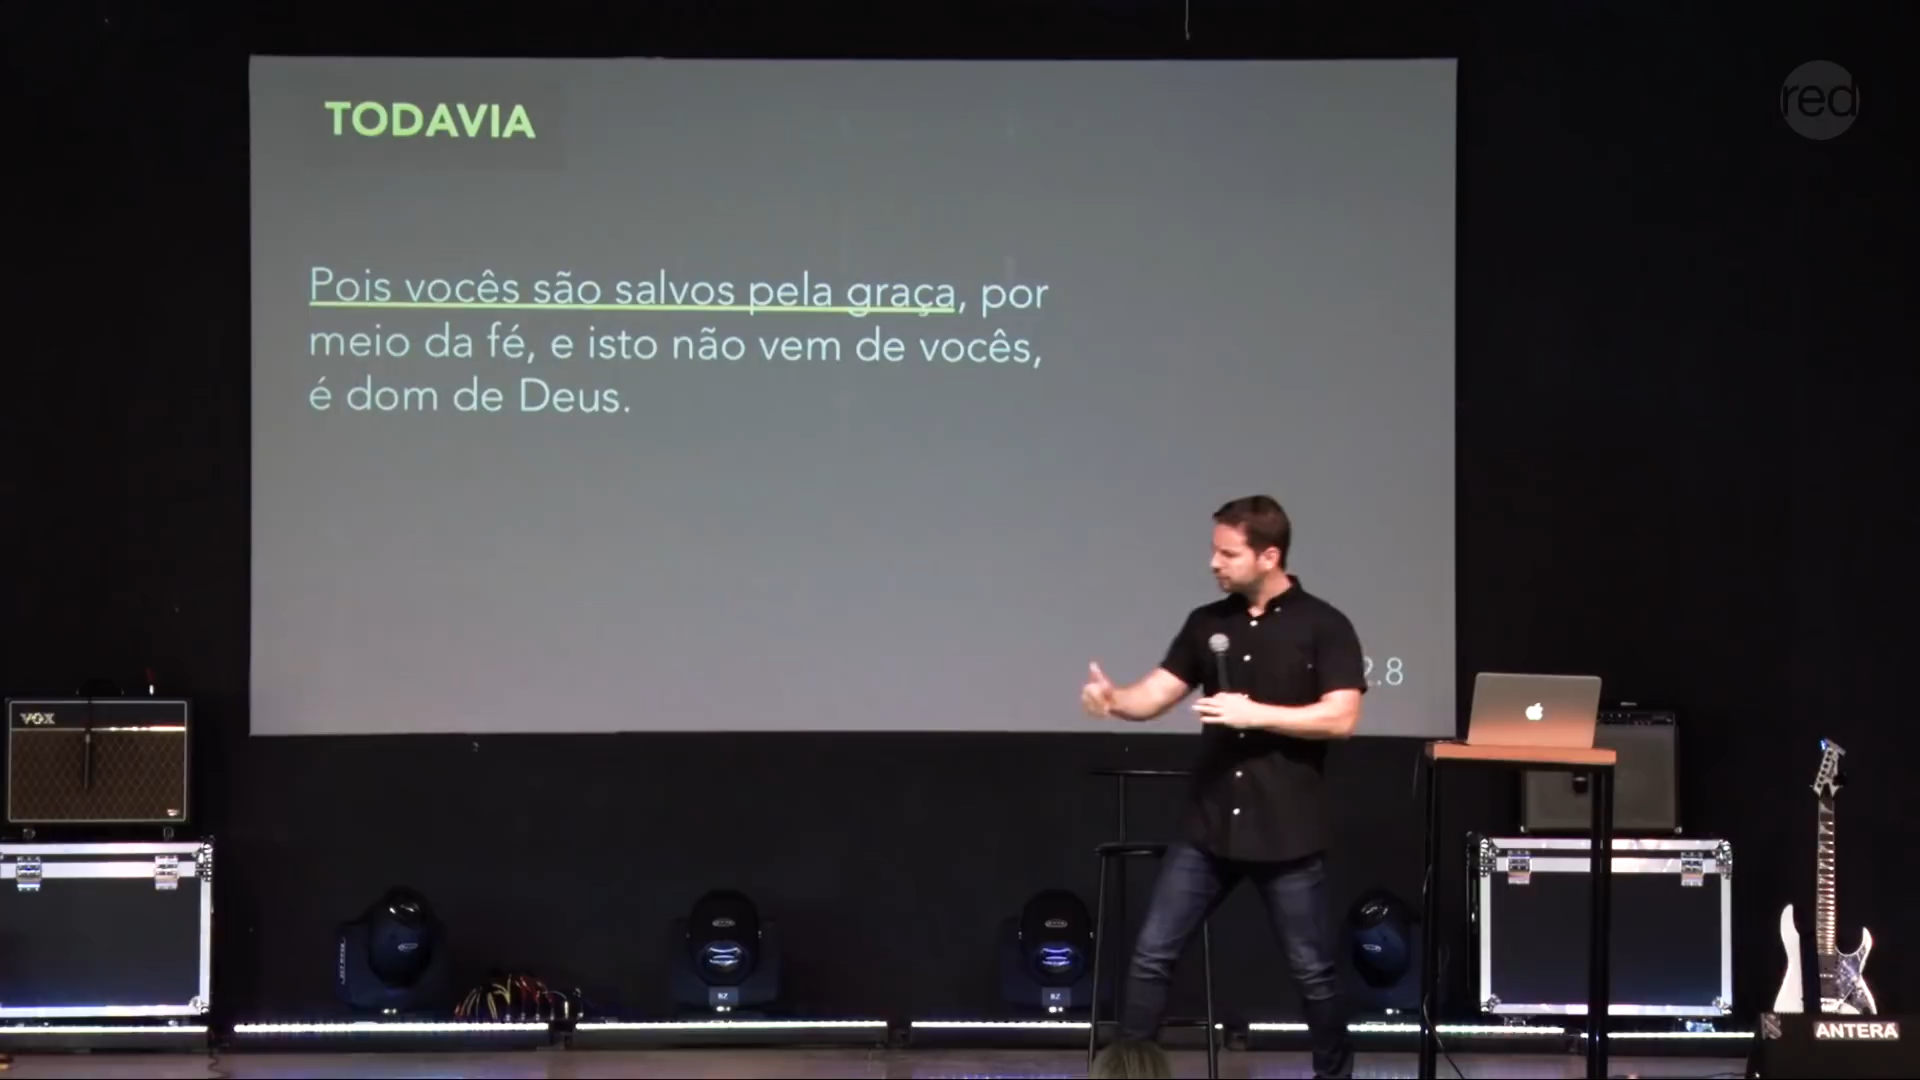 red
TODAVIA
Pois vocês são salvos pela graça, por
meio da fé, e isto não vem de vocês,
é dom de Deus.
2.8
VOX
ANTERA